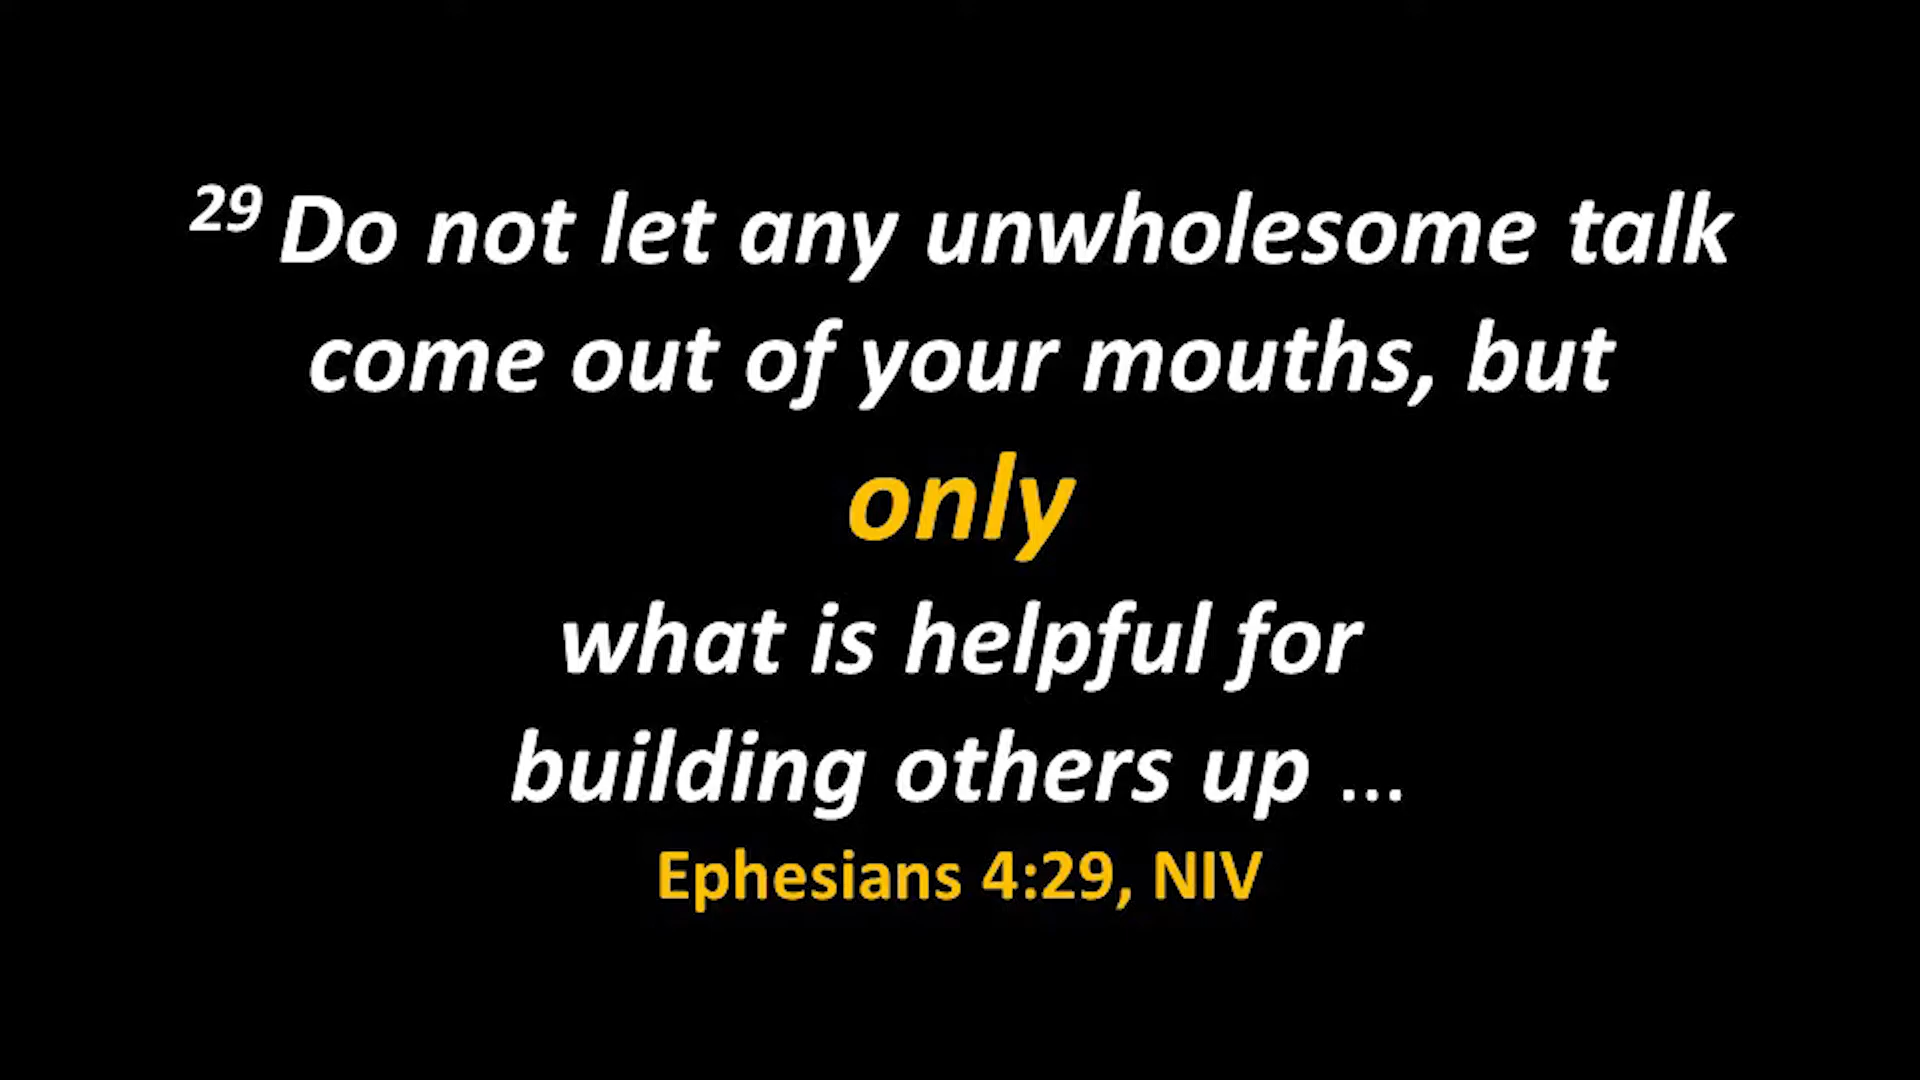 29 Do not let any unwholesome talk
come out of your mouths, but
only
what is helpful for
building others up ...
Ephesians 4:29, NIV